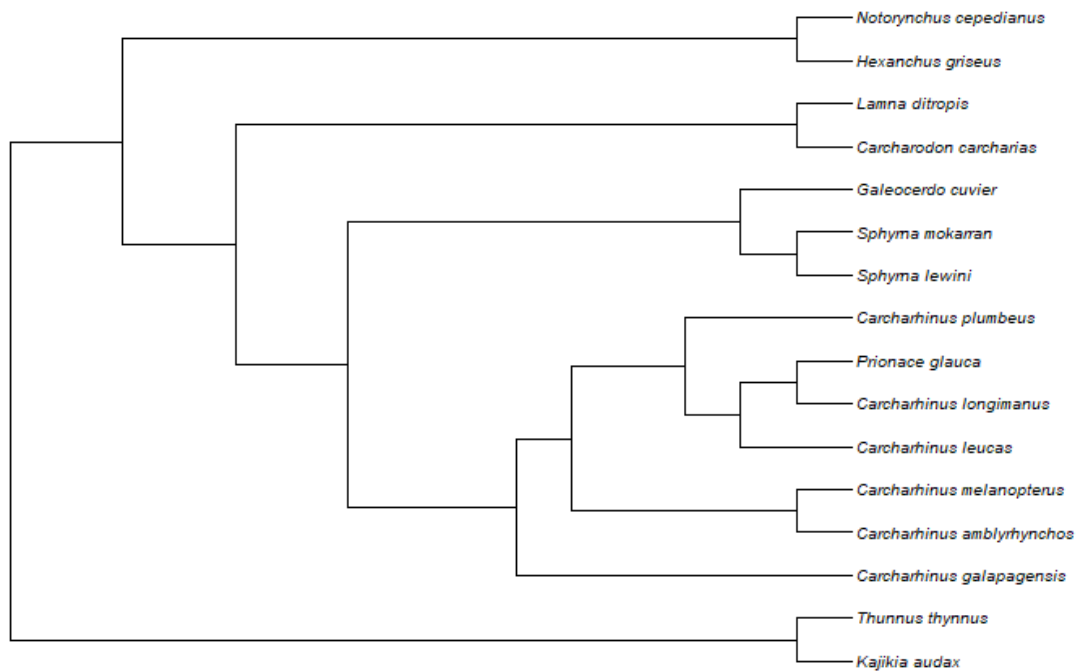 Notorynchus cepedianus
Hexanchus griseus
Lamna ditropis
Carcharodon carcharias
Galeocerdo cuvier
Sphyrna mokarran
Sphyrna lewini
Carcharhinus plumbeus
Prionace glauca
Carcharhinus longimanus
Carcharhinus leucas
Carcharhinus melanopterus
Carcharhinus amblyrhynchos
Carcharhinus galapagensis
Thunnus thynnus
Kajikia audax